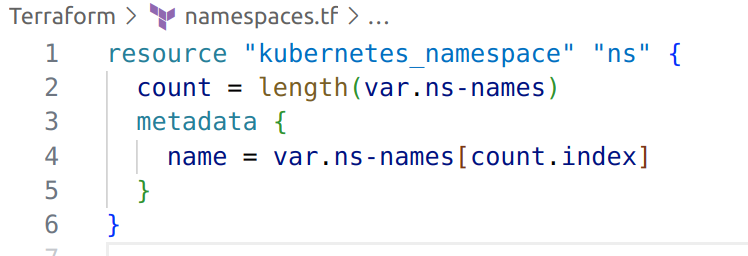 Terraform > namespaces.tf > ...
1 resource "kubernetes_namespace" "ns" {
2 count = length(var.ns-names)
3 metadata {
4 name = var.ns-names[count.index]
5 }
6 }
7